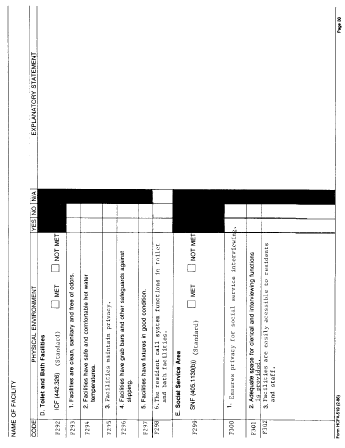 NAME OF FACILITY
CODE PHYSICAL ENVIRONMENT YES NO N/A EXPLANATORY STATEMENT
D. Toilet and Bath Facilities
F292 ICF (442.326) (Standard) MET NOT MET
F293 1. Facilities are clean, sanitary and free of odors.
F294 2. Facilities have safe and comfortable hot water
temperatures.
F295 3. Facilities maintain privacy.
F296 4. Facilities have grab bars and other safeguards against
slipping.
F297 5. Facilities have fixtures in good condition.
F298 6. The resident call system functions in toilet
and bath facilities.
E. Social Service Area
F299 SNF (405.1130(b)) (Standard) MET NOT MET
F300 1. Ensures privacy for social service interviewing.
F301 2. Adequate space for clerical and interviewing functions
is provided.
F302 3. Facilities are easily accessible to residents
and staff.
Form HCFA-519 (2-86) Page 20